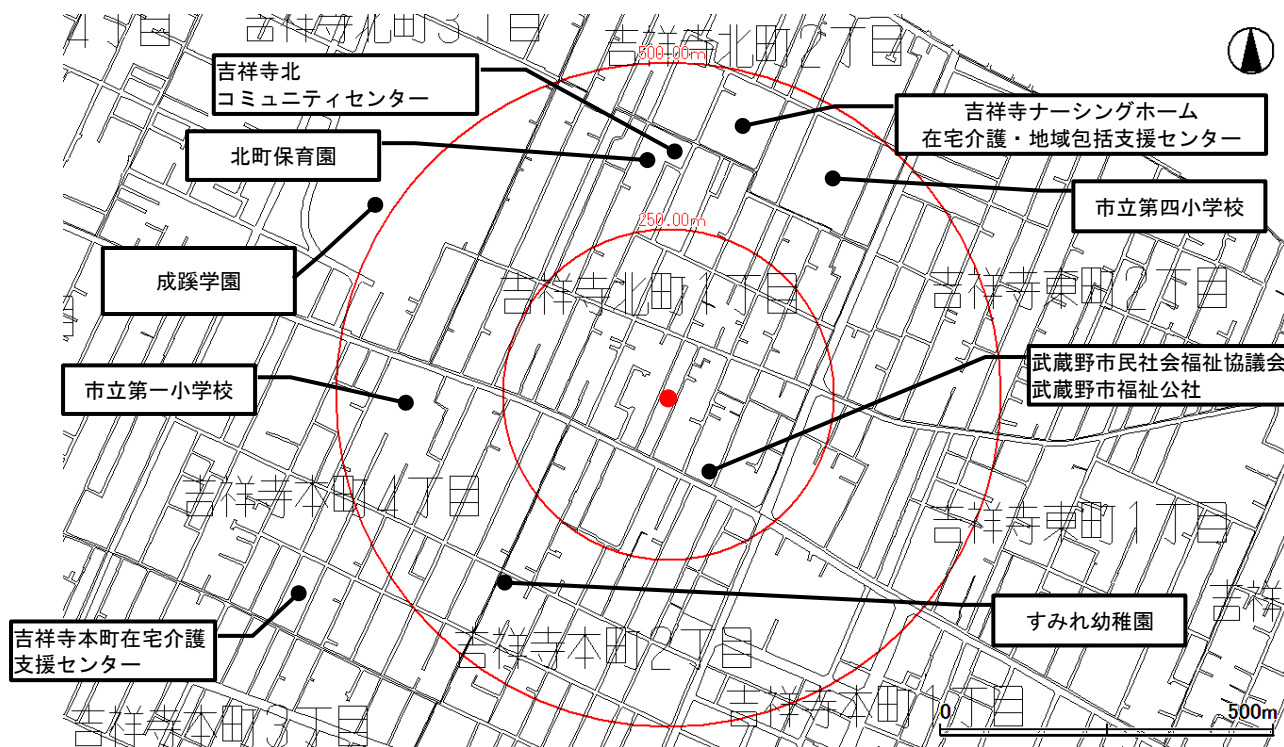 4丁目
吉祥寺北町3丁目
吉祥寺北町2丁目
500.00m
吉祥寺北
コミュニティセンター
吉祥寺ナーシングホーム
在宅介護・地域包括支援センター
北町保育園
市立第四小学校
250.00m
成蹊学園
吉祥寺北町1丁目
吉祥寺東町2丁目
市立第一小学校
武蔵野市民社会福祉協議会
武蔵野市福祉公社
吉祥寺本町4丁目
吉祥寺東町1丁目
吉祥
すみれ幼稚園
吉祥寺本町在宅介護
支援センター
吉祥寺本町2丁目
吉祥寺本町1丁目
吉祥寺本町3丁目
0
500m